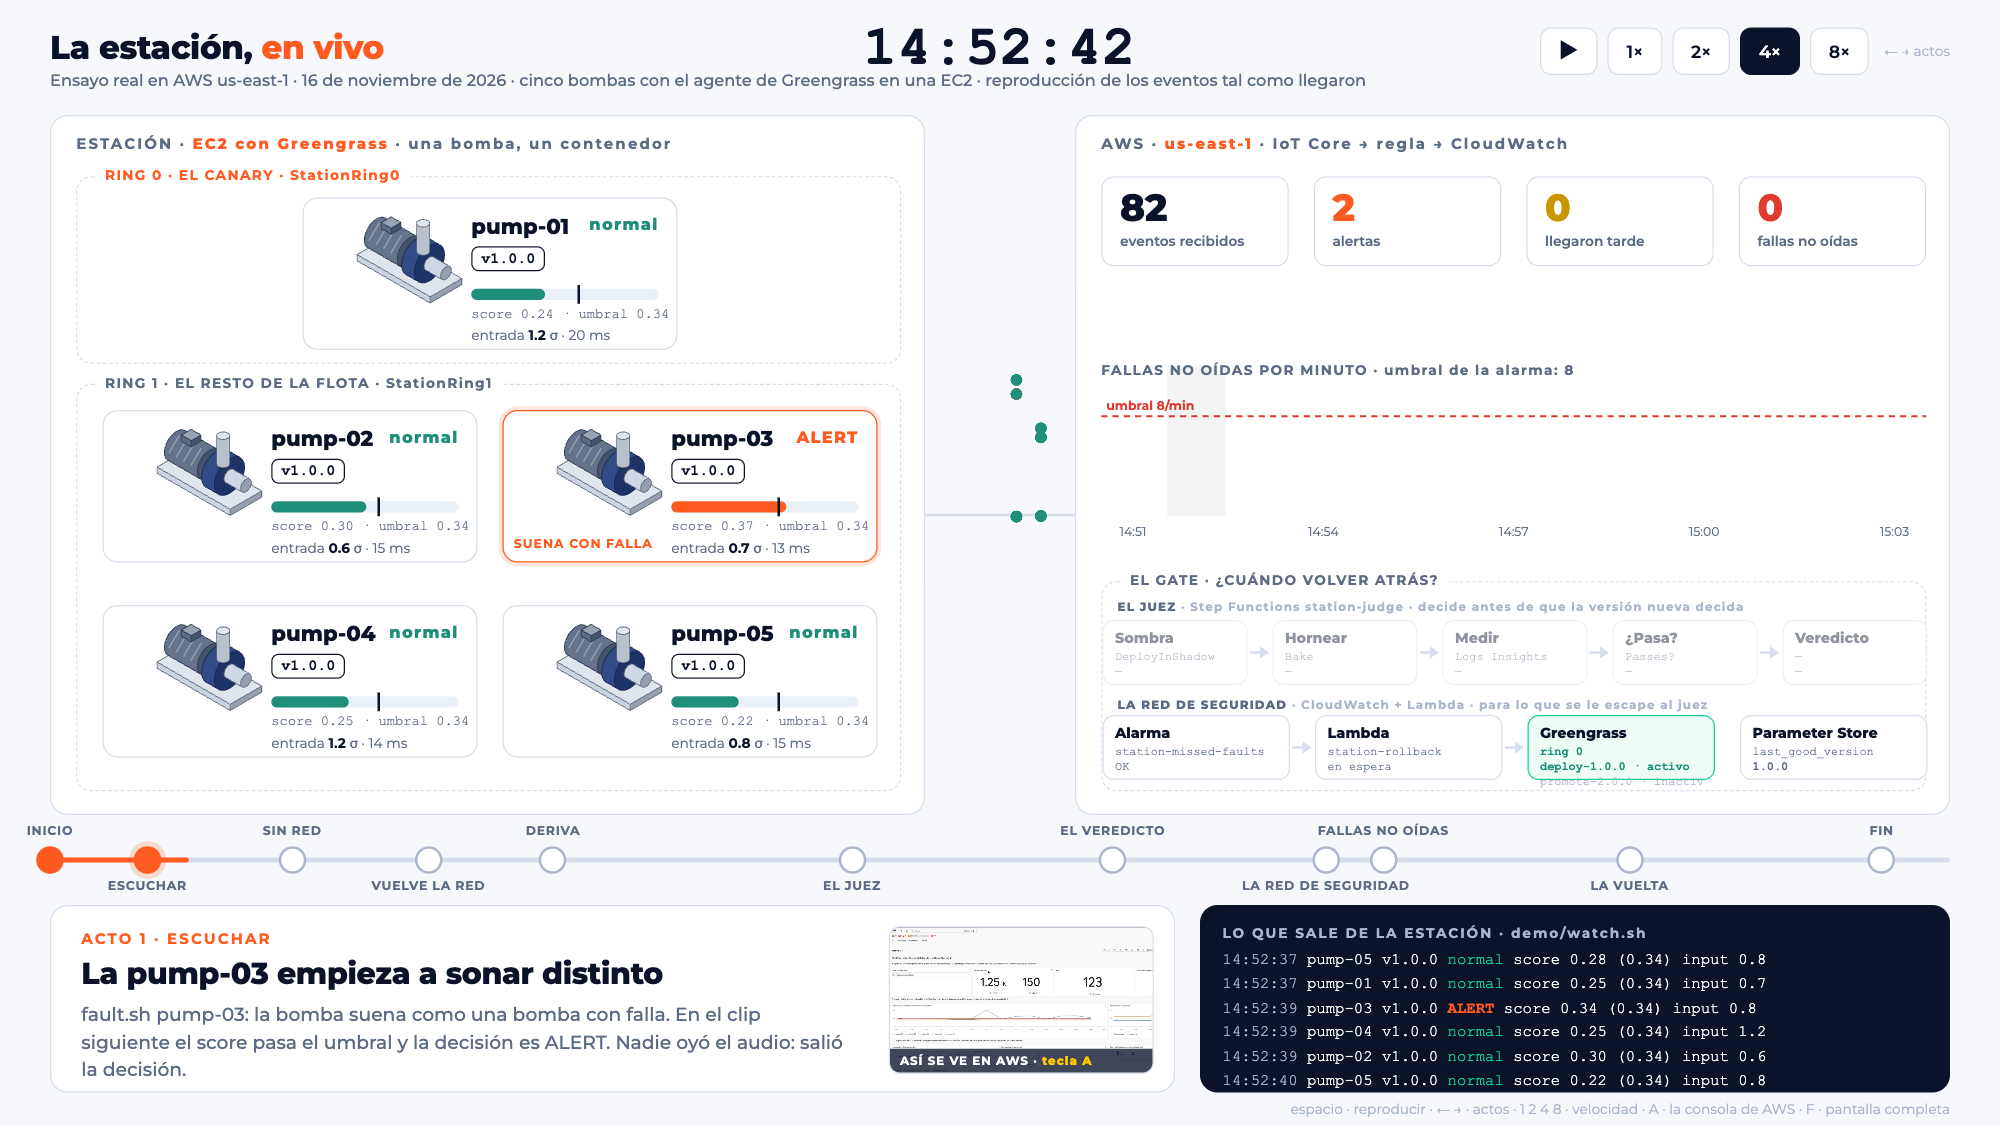 La estación, en vivo
14:52:42
▶ 1× 2× 4× 8× ← → actos
Ensayo real en AWS us-east-1 · 16 de noviembre de 2026 · cinco bombas con el agente de Greengrass en una EC2 · reproducción de los eventos tal como llegaron
ESTACIÓN · EC2 con Greengrass · una bomba, un contenedor
RING 0 · EL CANARY · StationRing0
pump-01 normal
v1.0.0
score 0.24 · umbral 0.34
entrada 1.2 σ · 20 ms
RING 1 · EL RESTO DE LA FLOTA · StationRing1
pump-02 normal
v1.0.0
score 0.30 · umbral 0.34
entrada 0.6 σ · 15 ms
pump-03 ALERT
v1.0.0
score 0.37 · umbral 0.34
SUENA CON FALLA
entrada 0.7 σ · 13 ms
pump-04 normal
v1.0.0
score 0.25 · umbral 0.34
entrada 1.2 σ · 14 ms
pump-05 normal
v1.0.0
score 0.22 · umbral 0.34
entrada 0.8 σ · 15 ms
AWS · us-east-1 · IoT Core → regla → CloudWatch
82
eventos recibidos
2
alertas
0
llegaron tarde
0
fallas no oídas
FALLAS NO OÍDAS POR MINUTO · umbral de la alarma: 8
umbral 8/min
14:51 14:54 14:57 15:00 15:03
EL GATE · ¿CUÁNDO VOLVER ATRÁS?
EL JUEZ · Step Functions station-judge · decide antes de que la versión nueva decida
Sombra
DeployInShadow
—
Hornear
Bake
—
Medir
Logs Insights
—
¿Pasa?
Passes?
—
Veredicto
—
—
LA RED DE SEGURIDAD · CloudWatch + Lambda · para lo que se le escape al juez
Alarma
station-missed-faults
OK
Lambda
station-rollback
en espera
Greengrass
ring 0
deploy-1.0.0 · activo
promote-2.0.0 · inactiv
Parameter Store
last_good_version
1.0.0
INICIO
ESCUCHAR
SIN RED
VUELVE LA RED
DERIVA
EL JUEZ
EL VEREDICTO
LA RED DE SEGURIDAD
FALLAS NO OÍDAS
LA VUELTA
FIN
ACTO 1 · ESCUCHAR
La pump-03 empieza a sonar distinto
fault.sh pump-03: la bomba suena como una bomba con falla. En el clip
siguiente el score pasa el umbral y la decisión es ALERT. Nadie oyó el audio: salió
la decisión.
1.25 k 150 123
ASÍ SE VE EN AWS · tecla A
LO QUE SALE DE LA ESTACIÓN · demo/watch.sh
14:52:37 pump-05 v1.0.0 normal score 0.28 (0.34) input 0.8
14:52:37 pump-01 v1.0.0 normal score 0.25 (0.34) input 0.7
14:52:39 pump-03 v1.0.0 ALERT score 0.34 (0.34) input 0.8
14:52:39 pump-04 v1.0.0 normal score 0.25 (0.34) input 1.2
14:52:39 pump-02 v1.0.0 normal score 0.30 (0.34) input 0.6
14:52:40 pump-05 v1.0.0 normal score 0.22 (0.34) input 0.8
espacio · reproducir · ← → · actos · 1 2 4 8 · velocidad · A · la consola de AWS · F · pantalla completa